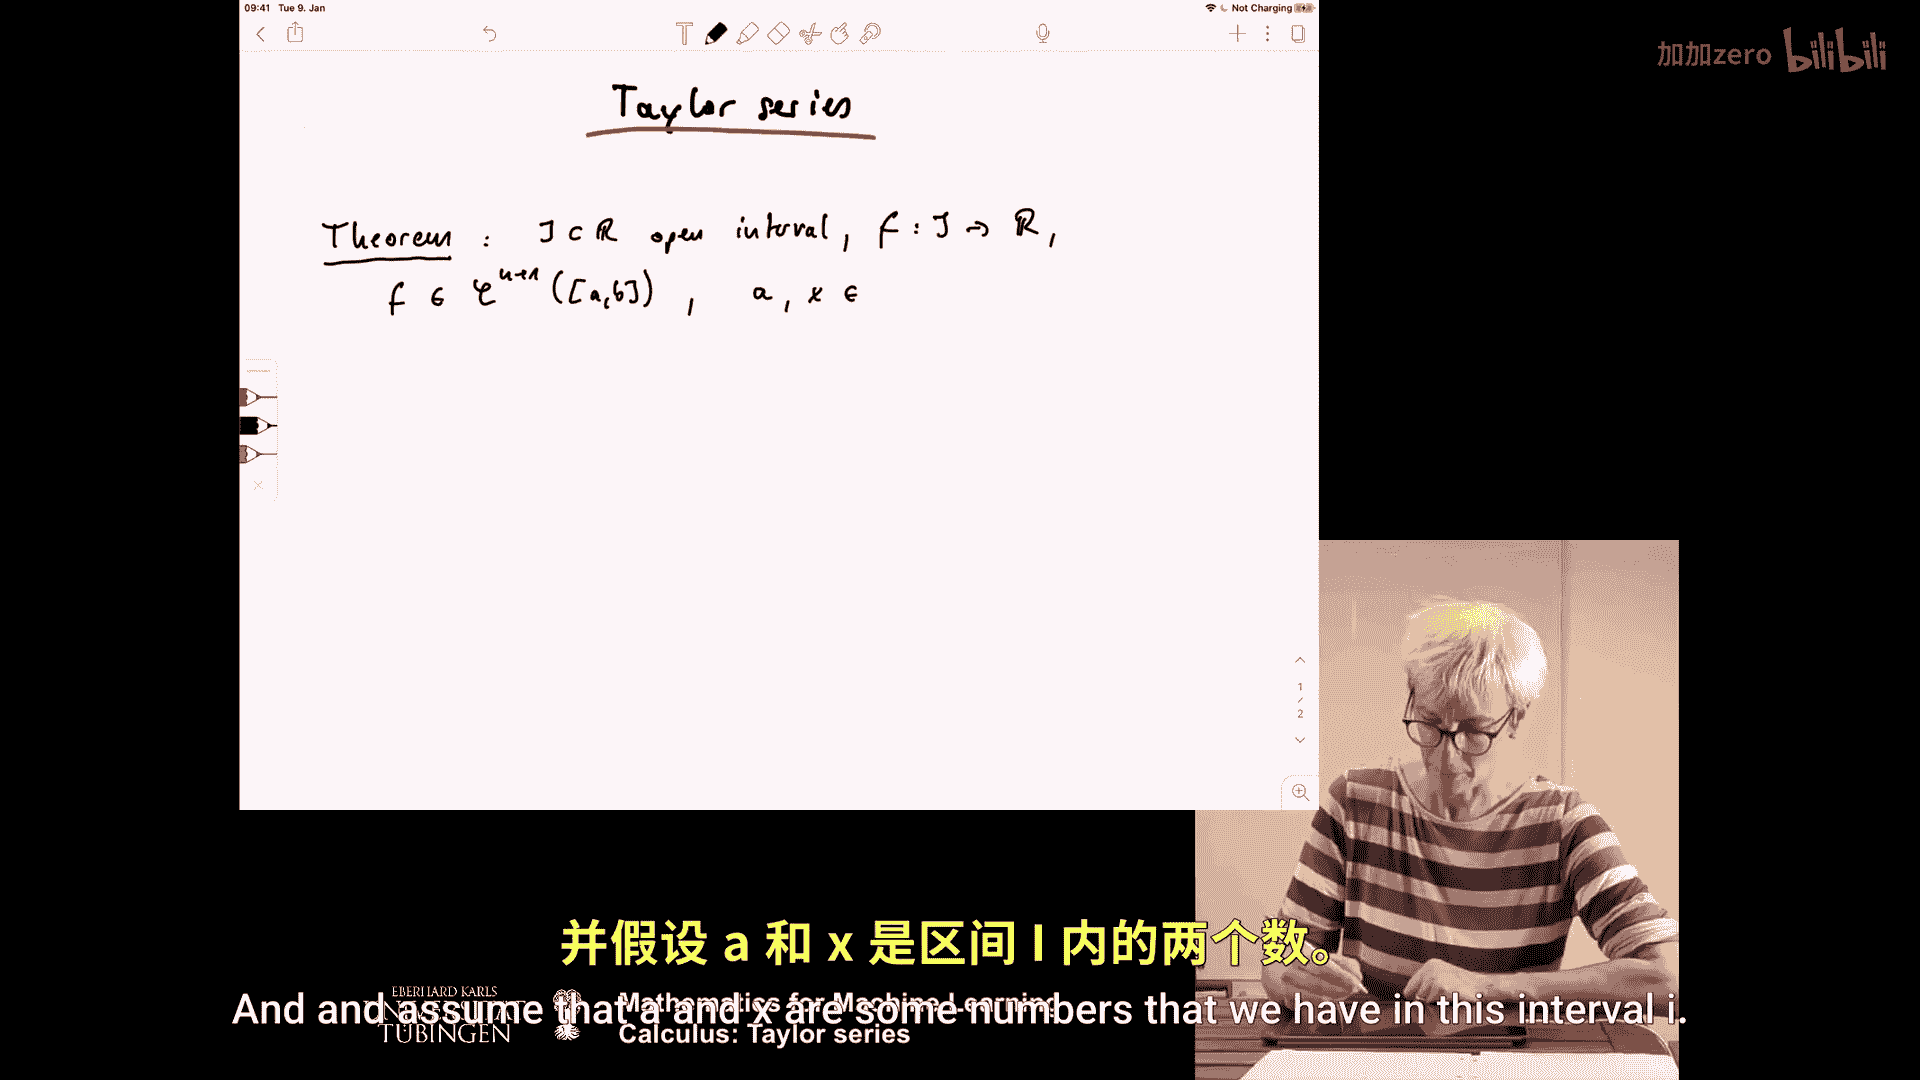 09:41 Tue 9. Jan
Not Charging
加加zero bilibili
Taylor series
Theorem : I ⊂ ℝ open interval, f : I → ℝ,
f ∈ 𝒞ⁿ⁺¹ ([a,b]) , a, x ∈
1
/
2
并假设 a 和 x 是区间 I 内的两个数。
And and assume that a and x are some numbers that we have in this interval i.
EBERHARD KARLS
UNIVERSITÄT
TÜBINGEN
Mathematics for Machine Learning
Calculus: Taylor series